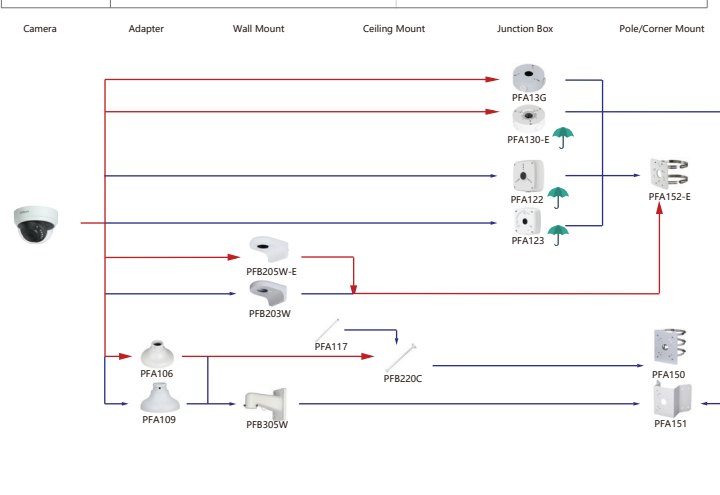 Camera
Adapter
Wall Mount
Ceiling Mount
Junction Box
Pole/Corner Mount
PFA13G
PFA130-E
PFA122
PFA152-E
PFA123
PFB205W-E
PFB203W
PFA117
PFA106
PFB220C
PFA150
PFA109
PFB305W
PFA151